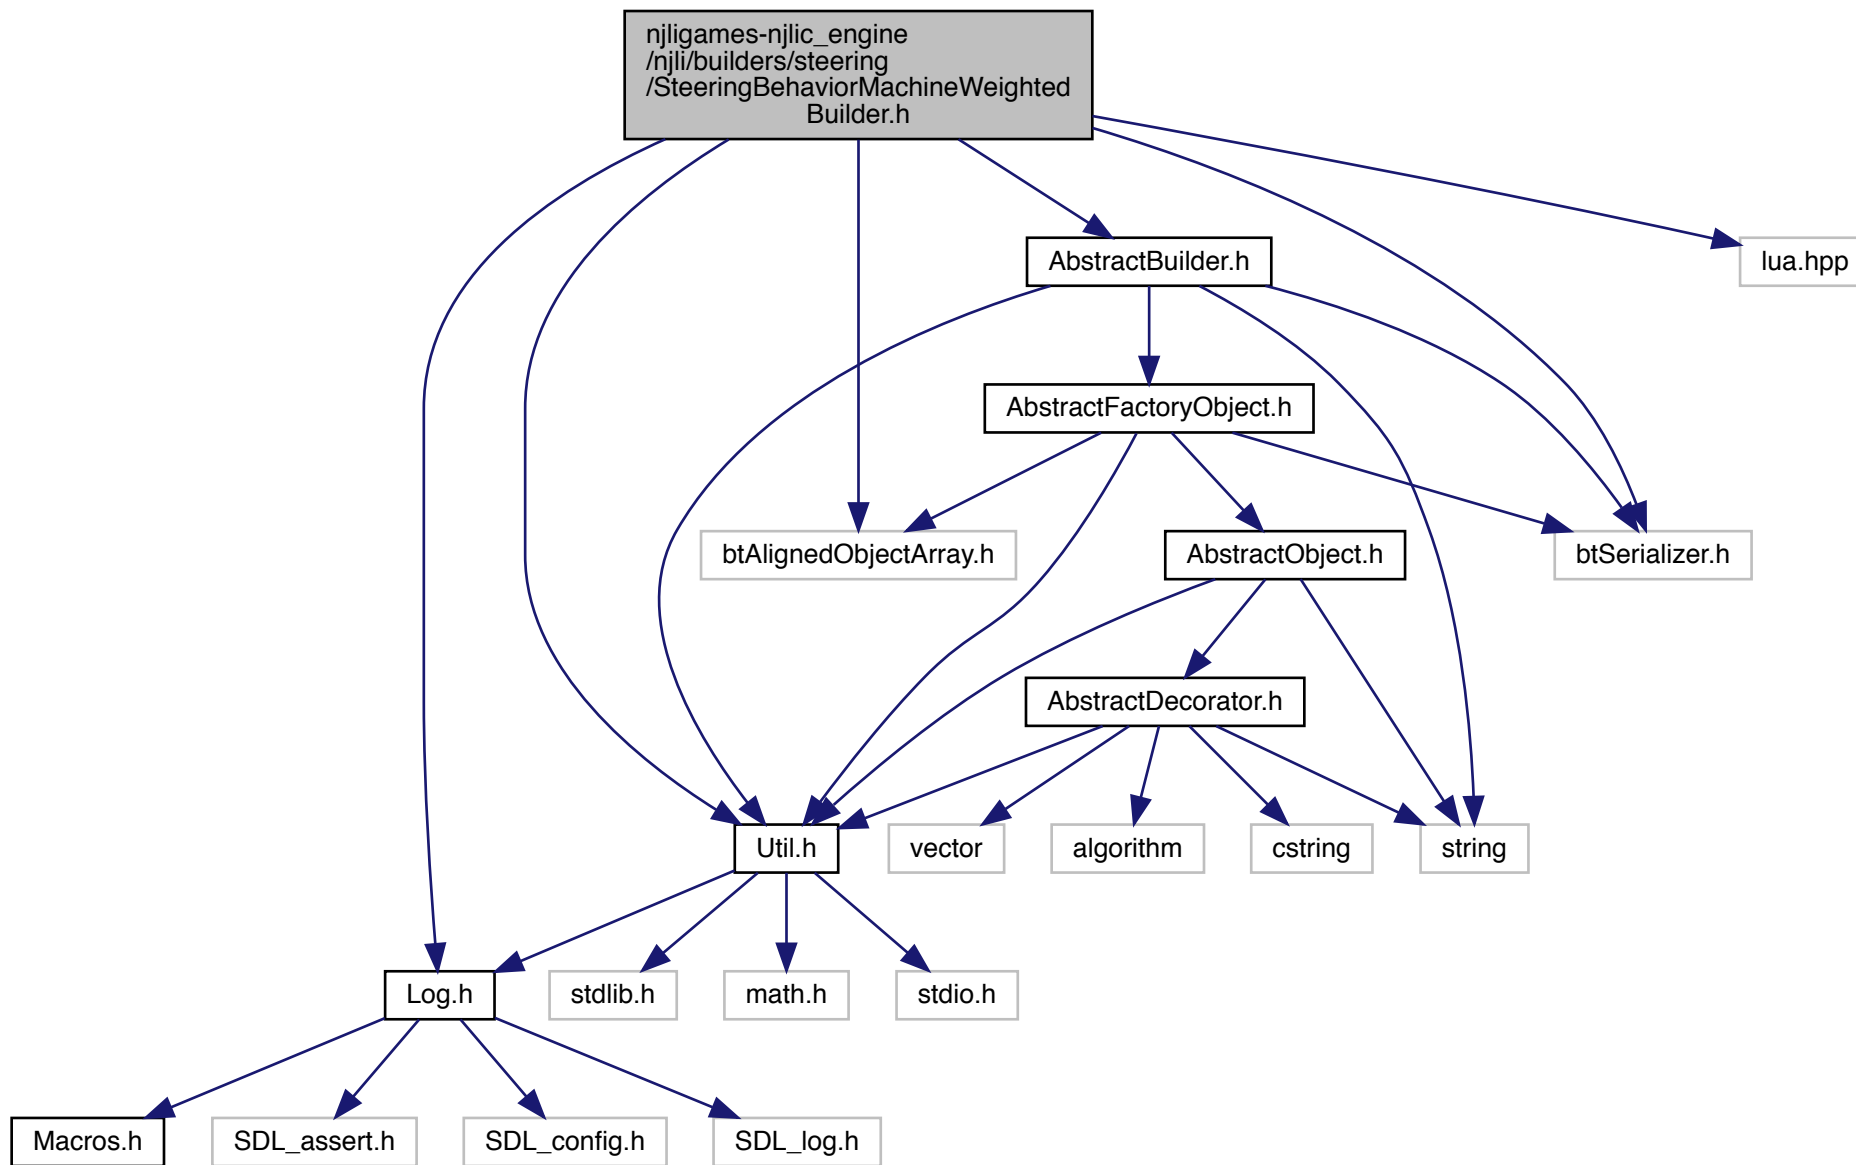 njligames-njlic_engine
/njli/builders/steering
/SteeringBehaviorMachineWeighted
Builder.h
AbstractBuilder.h
lua.hpp
AbstractFactoryObject.h
btAlignedObjectArray.h
AbstractObject.h
btSerializer.h
AbstractDecorator.h
Util.h
vector
algorithm
cstring
string
Log.h
stdlib.h
math.h
stdio.h
Macros.h
SDL_assert.h
SDL_config.h
SDL_log.h